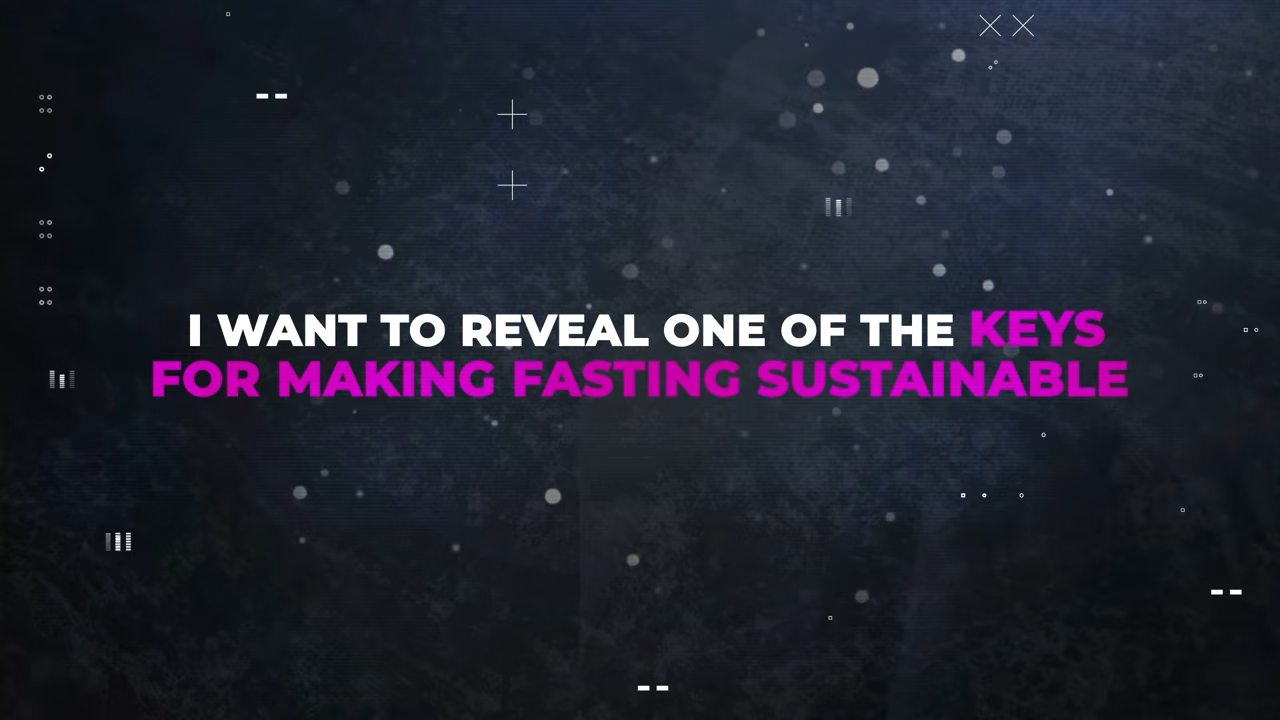 I WANT TO REVEAL ONE OF THE KEYS
FOR MAKING FASTING SUSTAINABLE